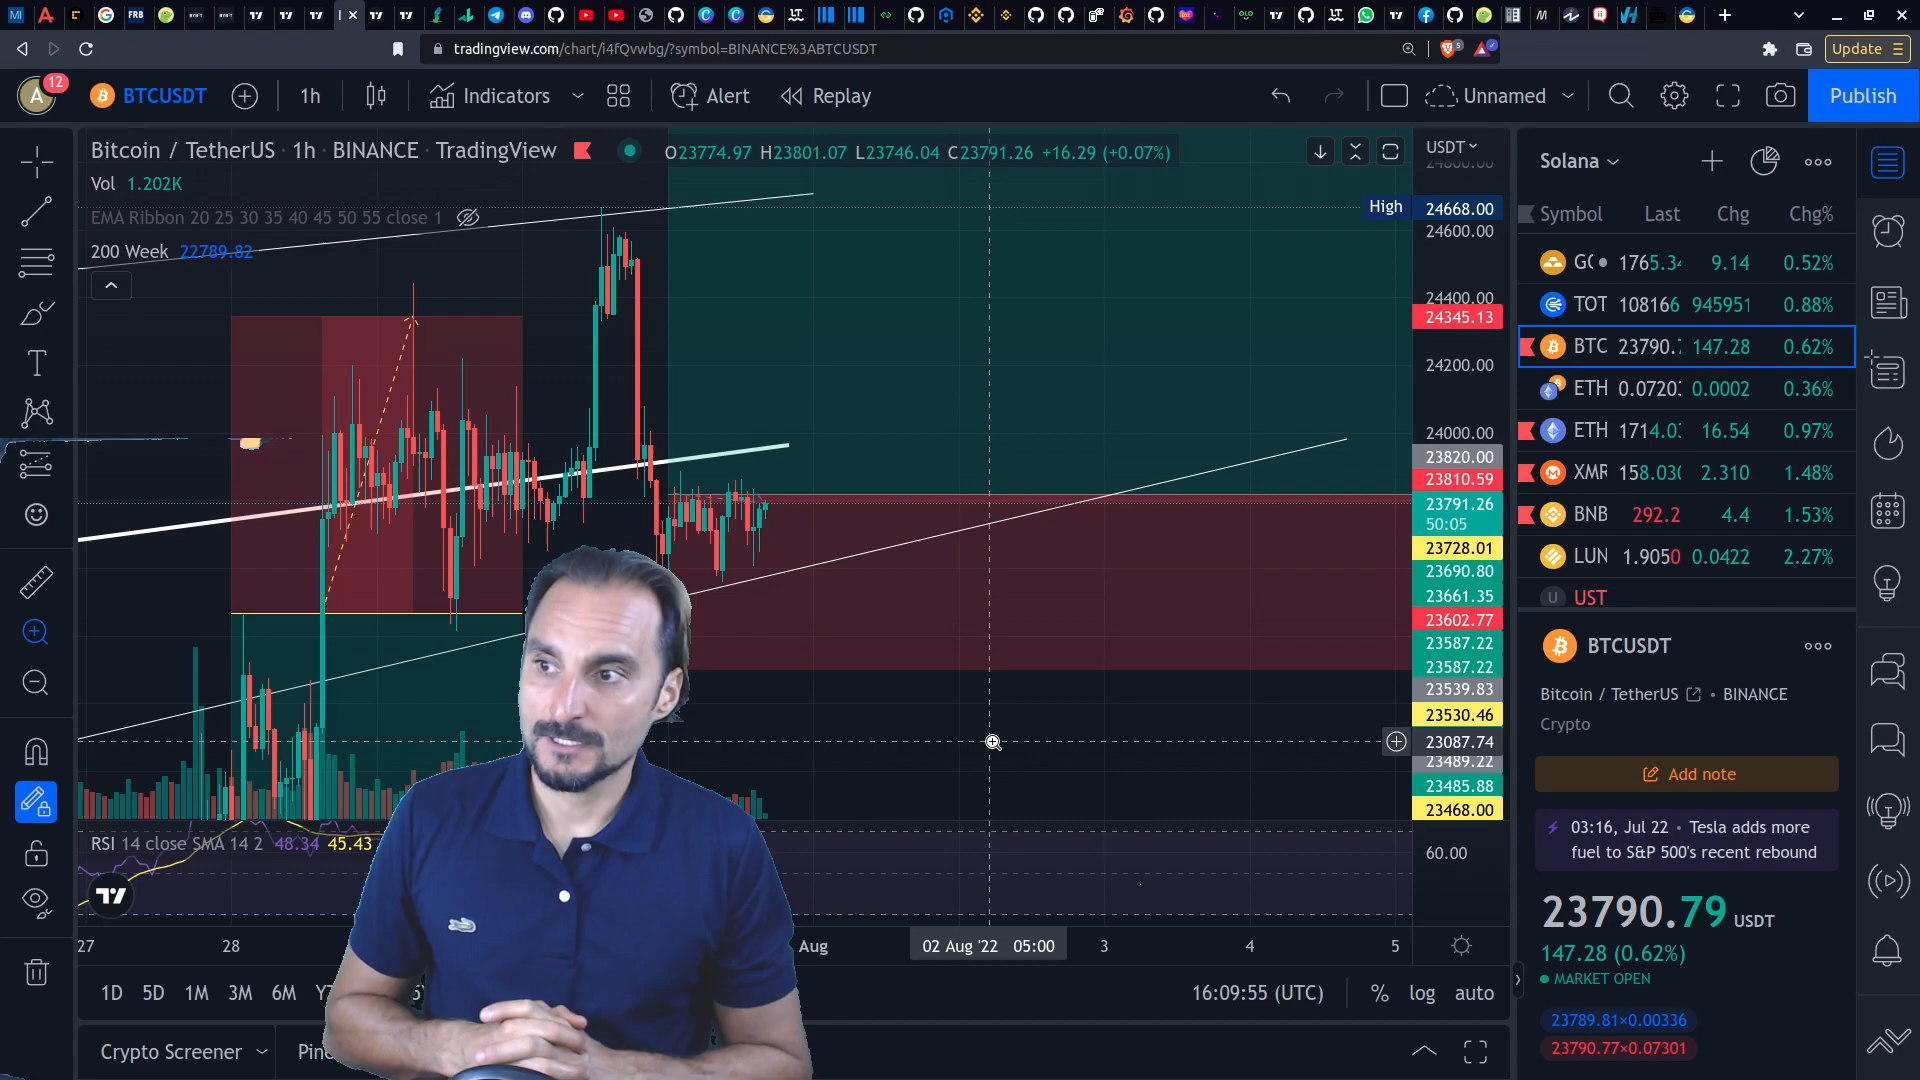 tradingview.com/chart/i4fQvwbg/?symbol=BINANCE%3ABTCUSDT
5
Update
A 12
BTCUSDT
1h
Indicators
Alert
Replay
Unnamed
Publish
Bitcoin / TetherUS · 1h · BINANCE · TradingView
O23774.97 H23801.07 L23746.04 C23791.26 +16.29 (+0.07%)
Vol 1.202K
EMA Ribbon 20 25 30 35 40 45 50 55 close 1
200 Week 22789.82
USDT
High 24668.00
24600.00
24400.00
24345.13
24200.00
24000.00
23820.00
23810.59
23791.26
50:05
23728.01
23690.80
23661.35
23602.77
23587.22
23587.22
23539.83
23530.46
23087.74
23489.22
23485.88
23468.00
RSI 14 close SMA 14 2 48.34 45.43
60.00
27
28
Aug
02 Aug '22 05:00
3
4
5
1D 5D 1M 3M 6M
16:09:55 (UTC)
% log auto
Crypto Screener
Solana
Symbol Last Chg Chg%
1765.34 9.14 0.52%
TOT 108166 945951 0.88%
BTC 23790. 147.28 0.62%
ETH 0.0720 0.0002 0.36%
ETH 1714.0 16.54 0.97%
XMR 158.03 2.310 1.48%
BNB 292.2 4.4 1.53%
LUN 1.9050 0.0422 2.27%
U UST
BTCUSDT
Bitcoin / TetherUS • BINANCE
Crypto
Add note
03:16, Jul 22 • Tesla adds more
fuel to S&P 500's recent rebound
23790.79 USDT
147.28 (0.62%)
MARKET OPEN
23789.81×0.00336
23790.77×0.07301